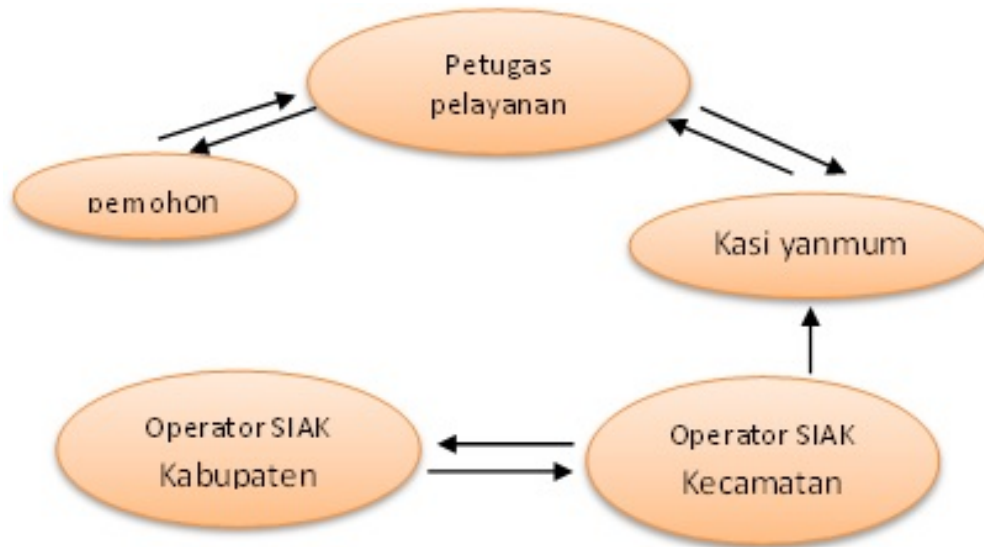 Petugas
pelayanan
pemohon
Kasi yanmum
Operator SIAK
Kabupaten
Operator SIAK
Kecamatan